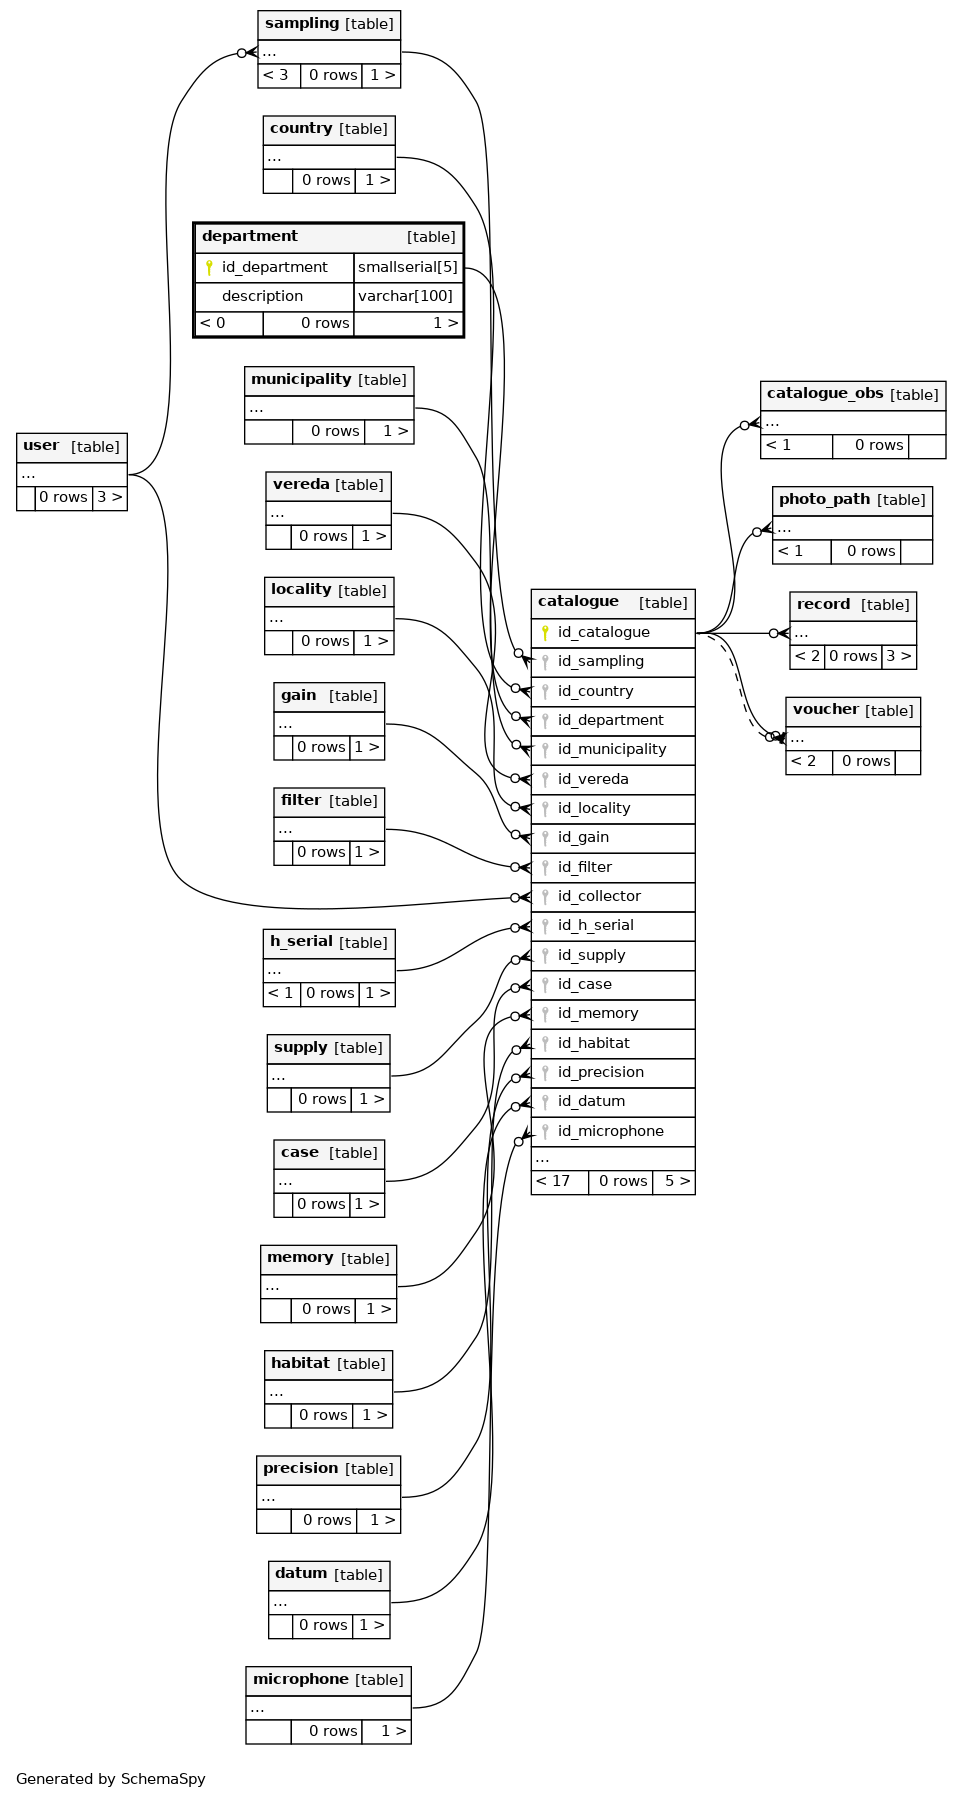 sampling [table]
...
< 3 0 rows 1 >
country [table]
...
0 rows 1 >
department [table]
id_department smallserial[5]
description varchar[100]
< 0 0 rows 1 >
municipality [table]
...
0 rows 1 >
user [table]
...
0 rows 3 >
vereda [table]
...
0 rows 1 >
locality [table]
...
0 rows 1 >
gain [table]
...
0 rows 1 >
filter [table]
...
0 rows 1 >
h_serial [table]
...
< 1 0 rows 1 >
supply [table]
...
0 rows 1 >
case [table]
...
0 rows 1 >
memory [table]
...
0 rows 1 >
habitat [table]
...
0 rows 1 >
precision [table]
...
0 rows 1 >
datum [table]
...
0 rows 1 >
microphone [table]
...
0 rows 1 >
catalogue [table]
id_catalogue
id_sampling
id_country
id_department
id_municipality
id_vereda
id_locality
id_gain
id_filter
id_collector
id_h_serial
id_supply
id_case
id_memory
id_habitat
id_precision
id_datum
id_microphone
...
< 17 0 rows 5 >
catalogue_obs [table]
...
< 1 0 rows
photo_path [table]
...
< 1 0 rows
record [table]
...
< 2 0 rows 3 >
voucher [table]
...
< 2 0 rows
Generated by SchemaSpy